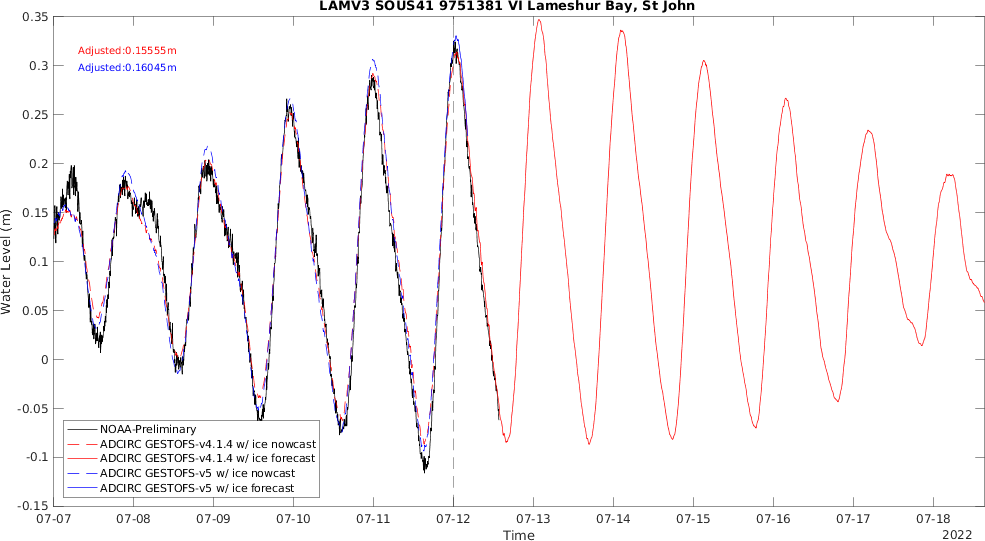 LAMV3 SOUS41 9751381 VI Lameshur Bay, St John
0.35
0.3
0.25
0.2
0.15
0.1
0.05
0
-0.05
-0.1
-0.15
Water Level (m)
Adjusted:0.15555m
Adjusted:0.16045m
NOAA-Preliminary
ADCIRC GESTOFS-v4.1.4 w/ ice nowcast
ADCIRC GESTOFS-v4.1.4 w/ ice forecast
ADCIRC GESTOFS-v5 w/ ice nowcast
ADCIRC GESTOFS-v5 w/ ice forecast
07-07 07-08 07-09 07-10 07-11 07-12 07-13 07-14 07-15 07-16 07-17 07-18
Time
2022